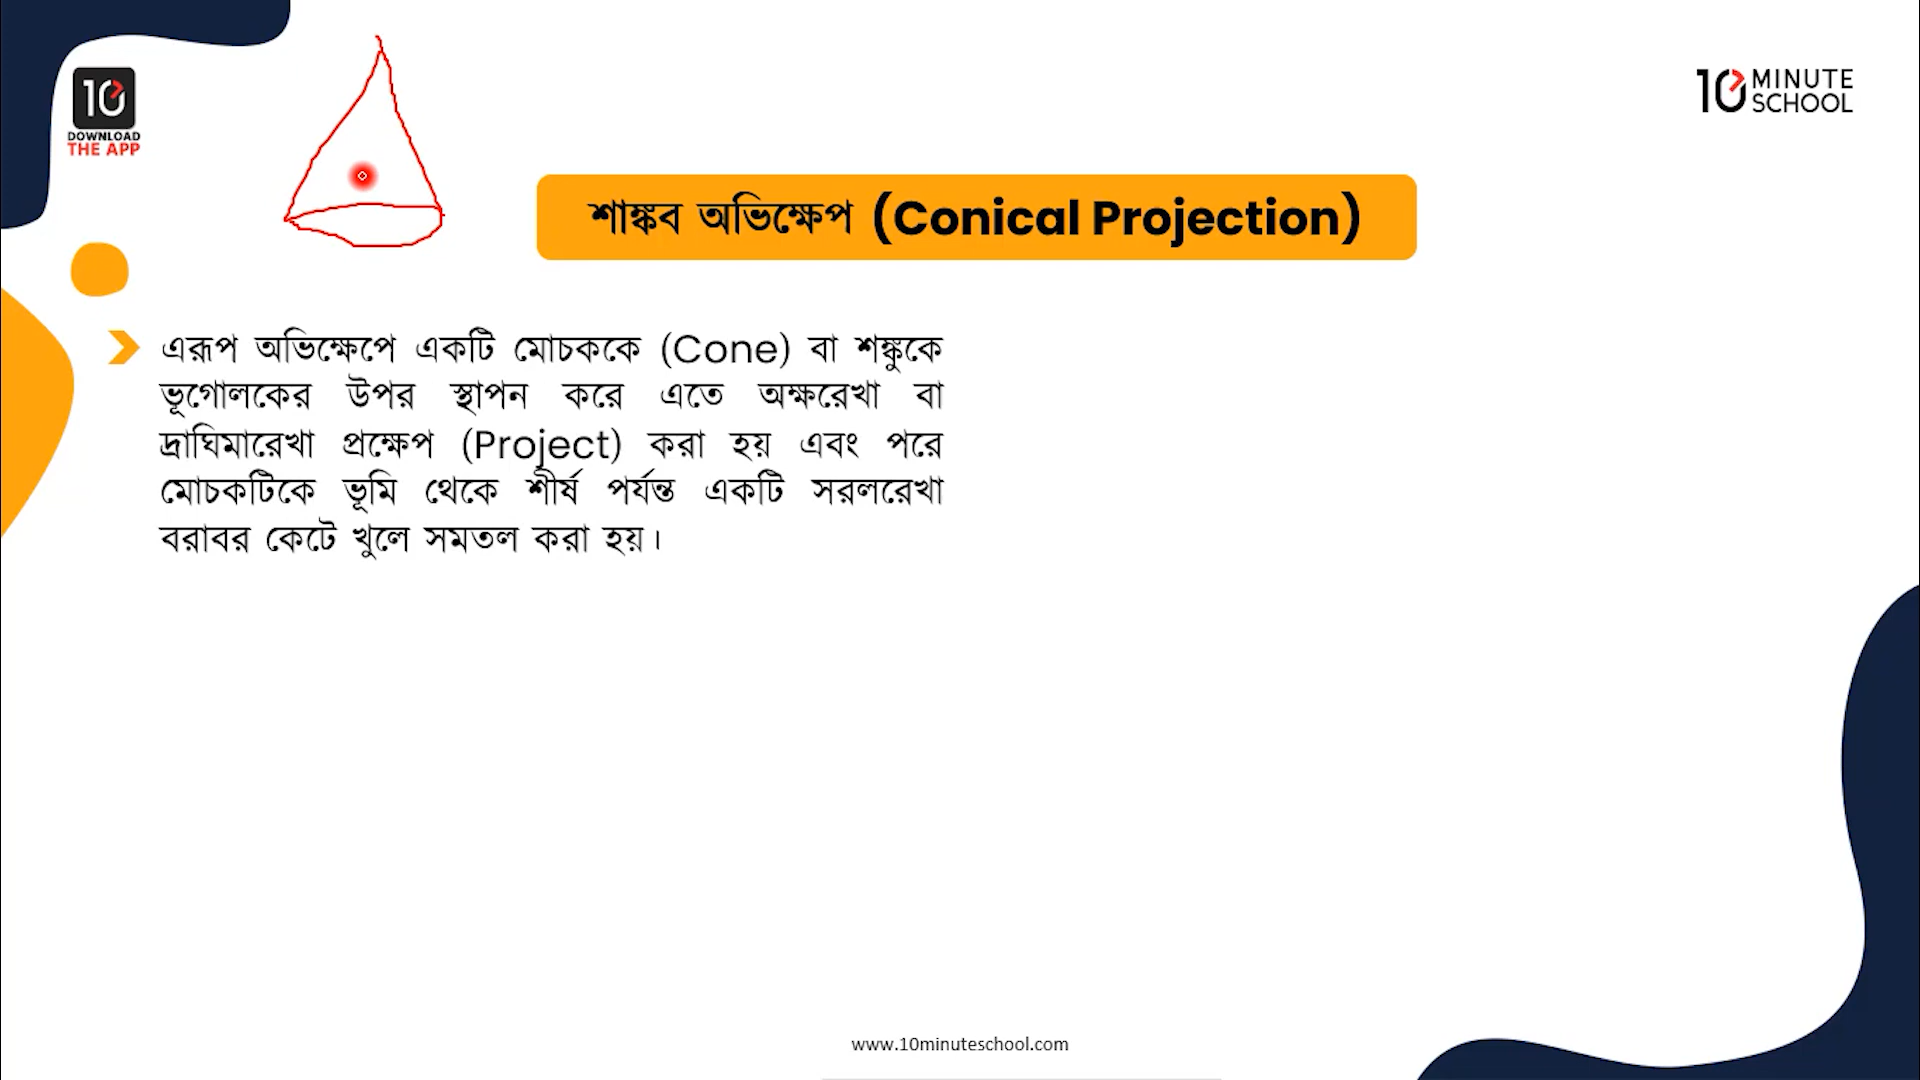 10
DOWNLOAD
THE APP
10 MINUTE
SCHOOL
শাঙ্কব অভিক্ষেপ (Conical Projection)
এরূপ অভিক্ষেপে একটি মোচককে (Cone) বা শঙ্কুকে
ভূগোলকের উপর স্থাপন করে এতে অক্ষরেখা বা
দ্রাঘিমারেখা প্রক্ষেপ (Project) করা হয় এবং পরে
মোচকটিকে ভূমি থেকে শীর্ষ পর্যন্ত একটি সরলরেখা
বরাবর কেটে খুলে সমতল করা হয়।
www.10minuteschool.com